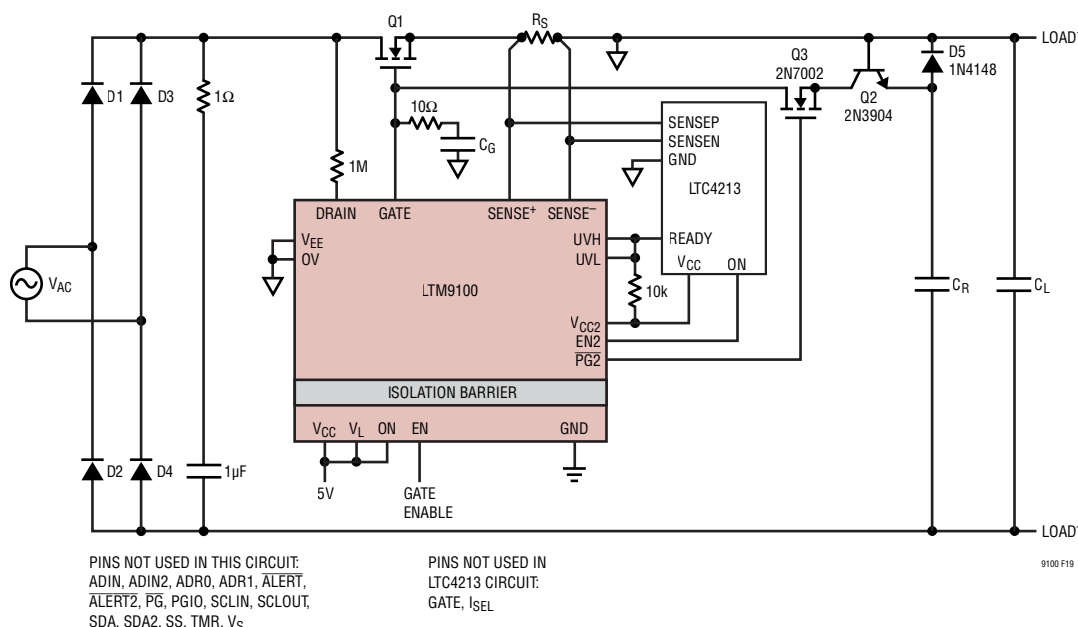 Q1
RS
LOAD
Q3
2N7002
D5
1N4148
Q2
2N3904
D1
D3
1Ω
10Ω
CG
1M
SENSEP
SENSEN
GND
LTC4213
READY
VCC
ON
DRAIN
GATE
SENSE+
SENSE–
VEE
OV
UVH
UVL
LTM9100
10k
VAC
CR
CL
VCC2
EN2
PG2
ISOLATION BARRIER
VCC
VL
ON
EN
GND
D2
D4
1µF
5V
GATE
ENABLE
LOAD
PINS NOT USED IN THIS CIRCUIT:
ADIN, ADIN2, ADR0, ADR1, ALERT,
ALERT2, PG, PGIO, SCLIN, SCLOUT,
SDA, SDA2, SS, TMR, VS
PINS NOT USED IN
LTC4213 CIRCUIT:
GATE, ISEL
9100 F19